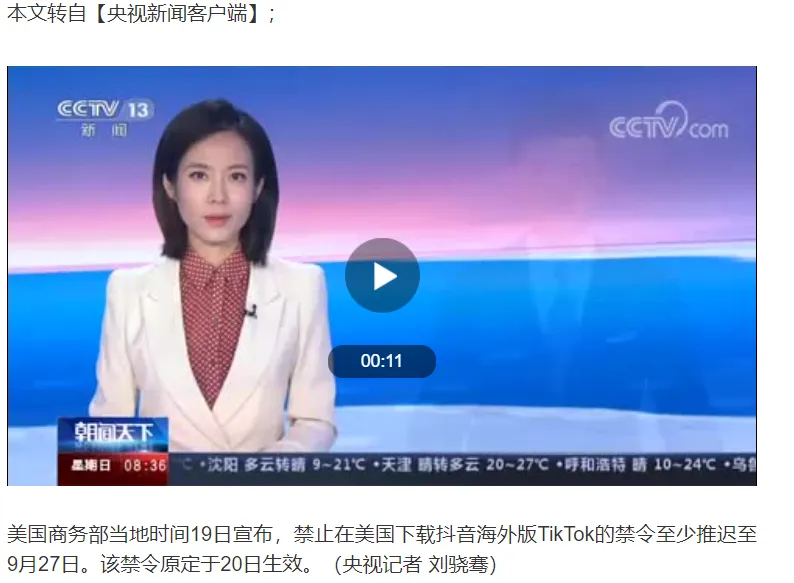 本文转自【央视新闻客户端】;
CCTV 13
新闻
CCTV.com
00:11
朝闻天下
星期日 08:36
℃ •沈阳 多云转晴 9~21℃ •天津 晴转多云 20~27℃ •呼和浩特 晴 10~24℃ •乌鲁
美国商务部当地时间19日宣布，禁止在美国下载抖音海外版TikTok的禁令至少推迟至
9月27日。该禁令原定于20日生效。（央视记者 刘骁骞）